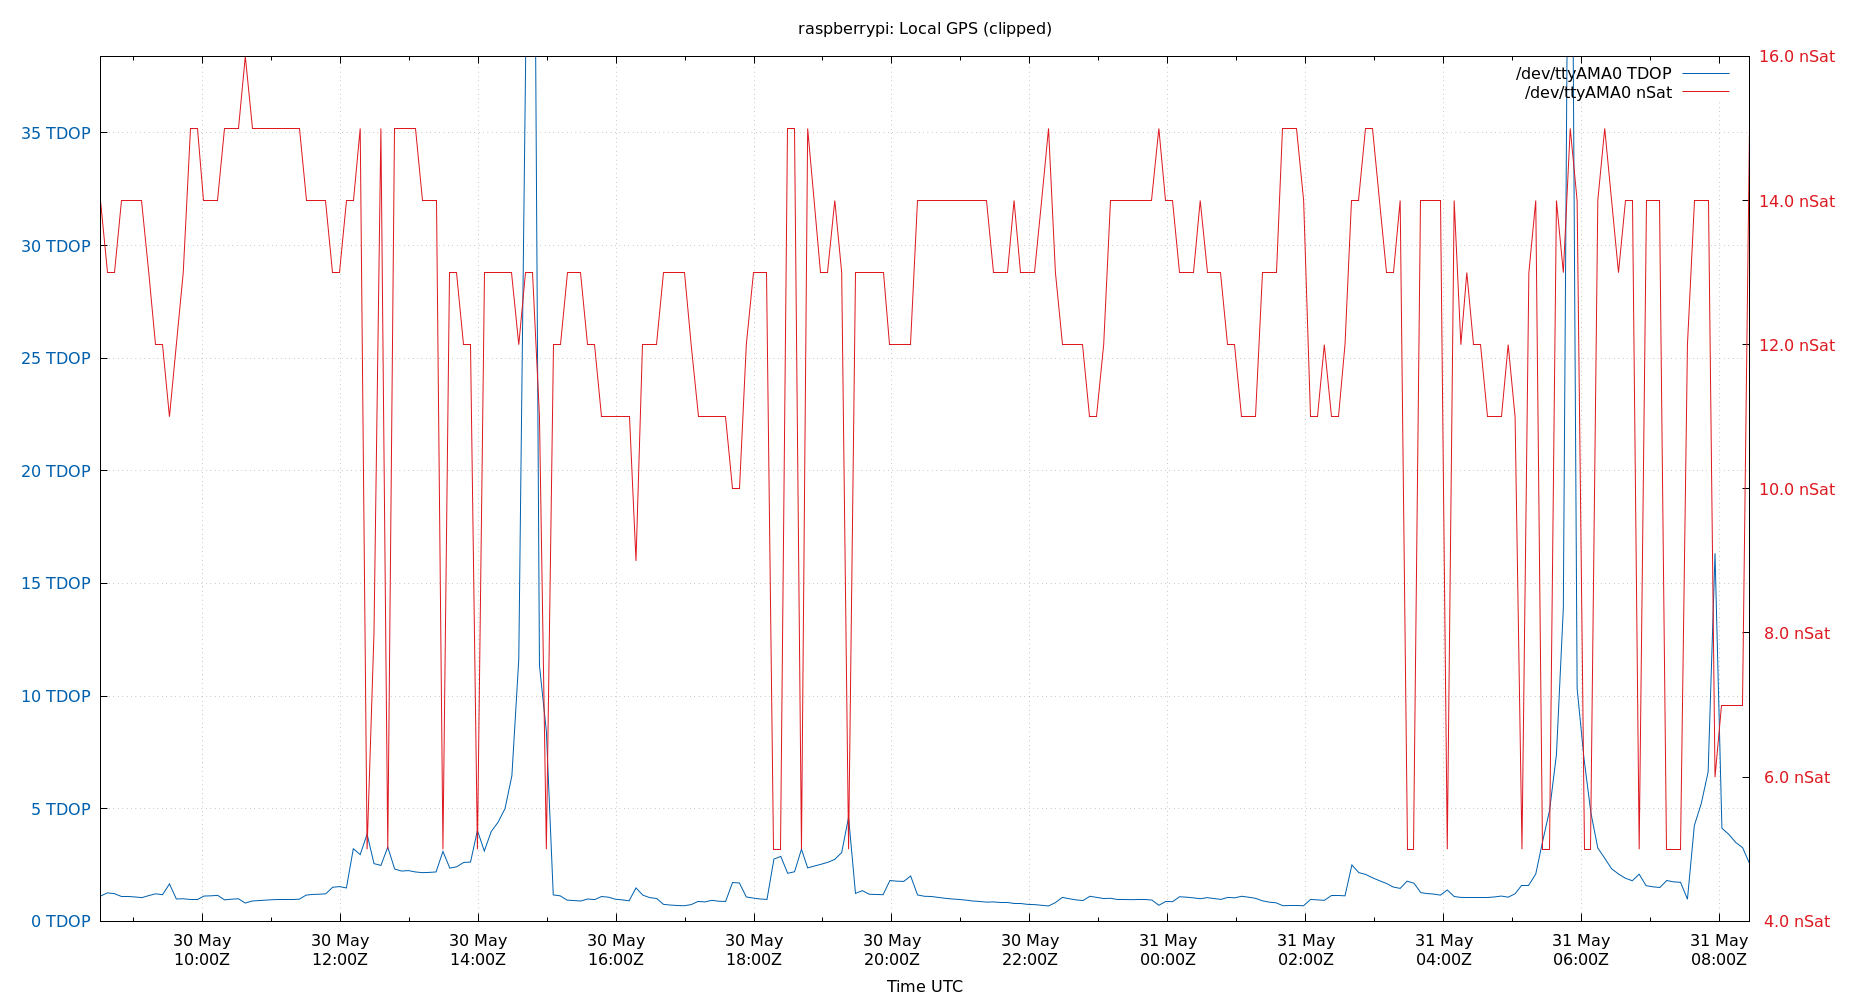 raspberrypi: Local GPS (clipped)
/dev/ttyAMA0 TDOP
/dev/ttyAMA0 nSat
35 TDOP
30 TDOP
25 TDOP
20 TDOP
15 TDOP
10 TDOP
5 TDOP
0 TDOP
16.0 nSat
14.0 nSat
12.0 nSat
10.0 nSat
8.0 nSat
6.0 nSat
4.0 nSat
30 May 30 May 30 May 30 May 30 May 30 May 30 May 31 May 31 May 31 May 31 May 31 May
10:00Z 12:00Z 14:00Z 16:00Z 18:00Z 20:00Z 22:00Z 00:00Z 02:00Z 04:00Z 06:00Z 08:00Z
Time UTC